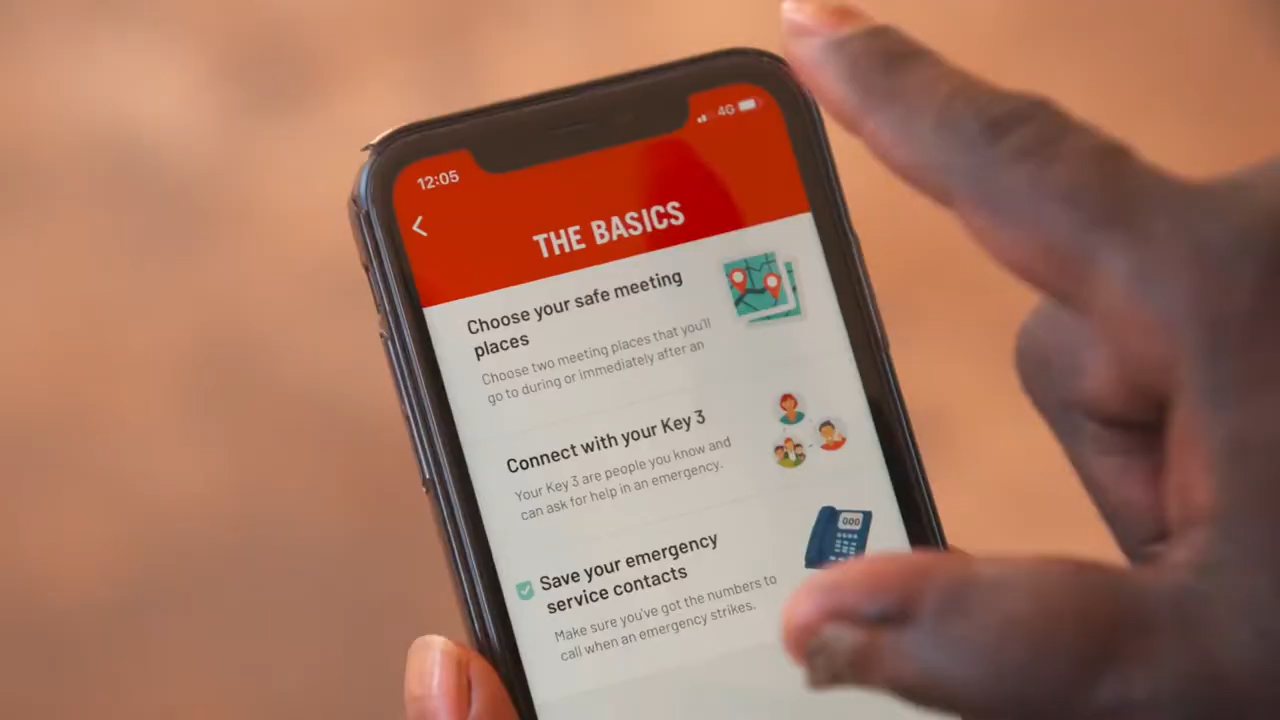 12:05
4G
THE BASICS
Choose your safe meeting
places
Choose two meeting places that you'll
go to during or immediately after an
Connect with your Key 3
Your Key 3 are people you know and
can ask for help in an emergency.
000
Save your emergency
service contacts
Make sure you've got the numbers to
call when an emergency strikes.